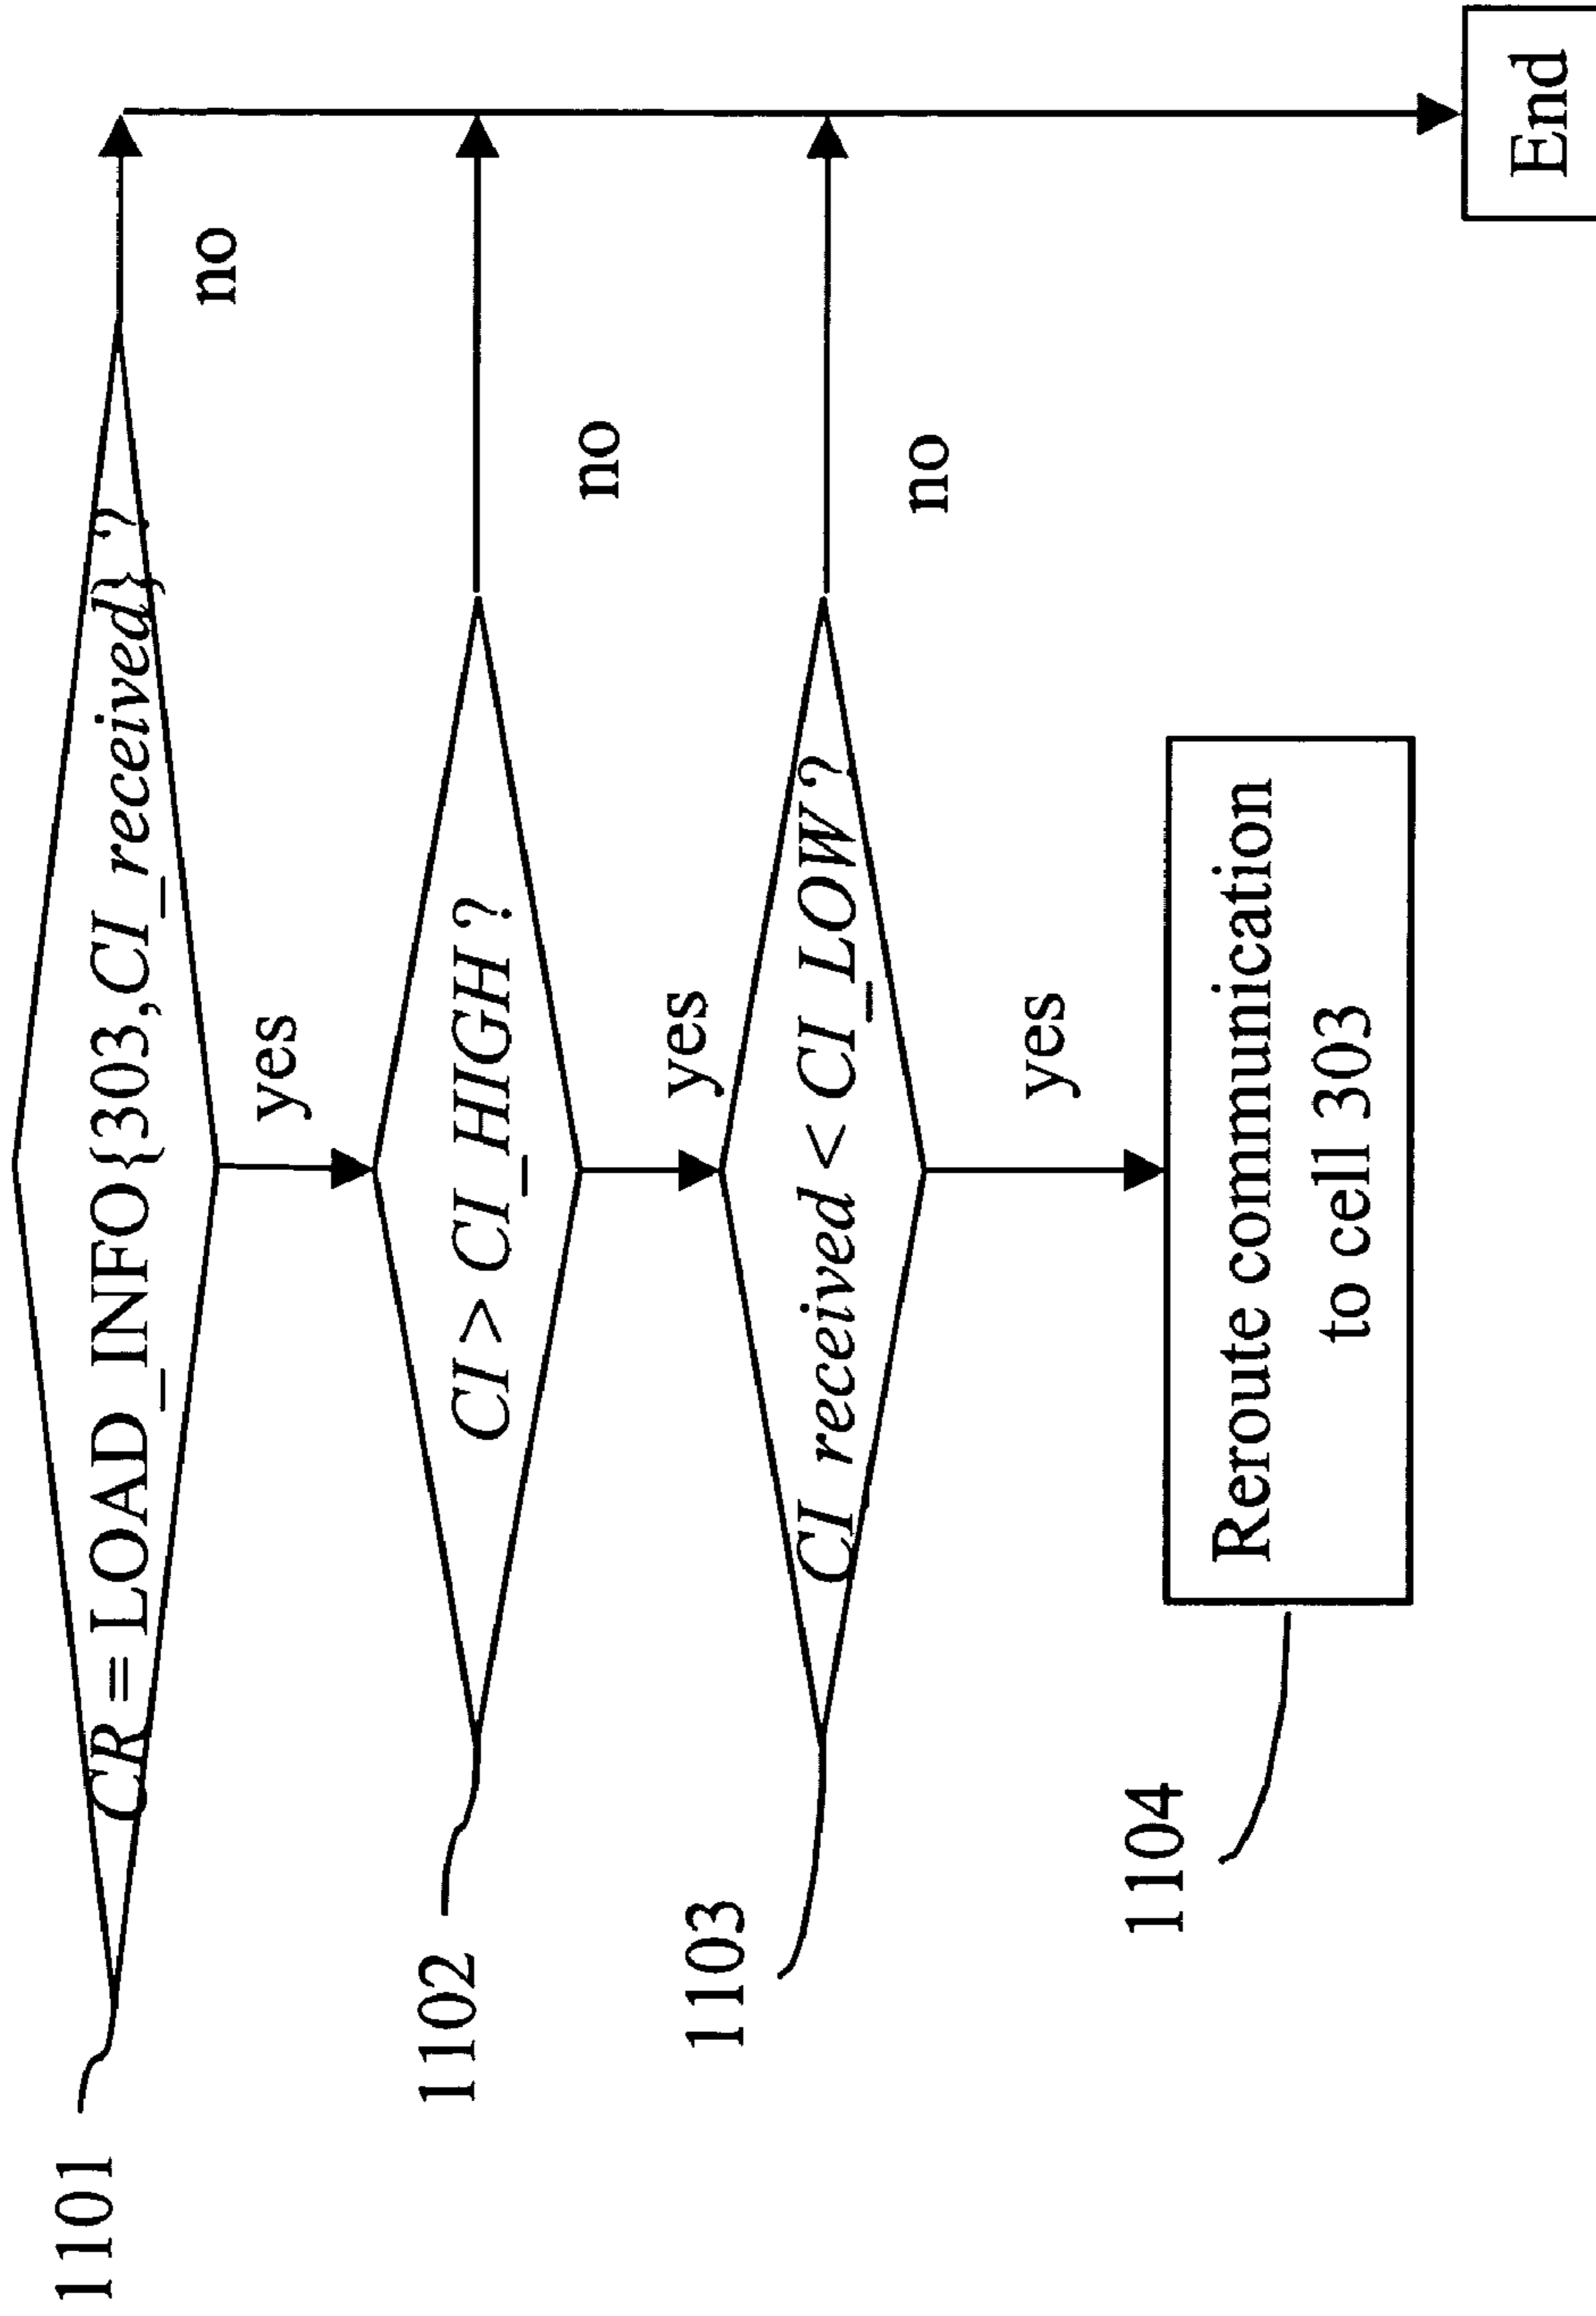 1101
CR = LOAD_INFO{303,CI_received} ?
no
yes
1102
CI > CI_HIGH ?
no
yes
1103
CI_received < CI_LOW ?
no
yes
1104
Reroute communication
to cell 303
End